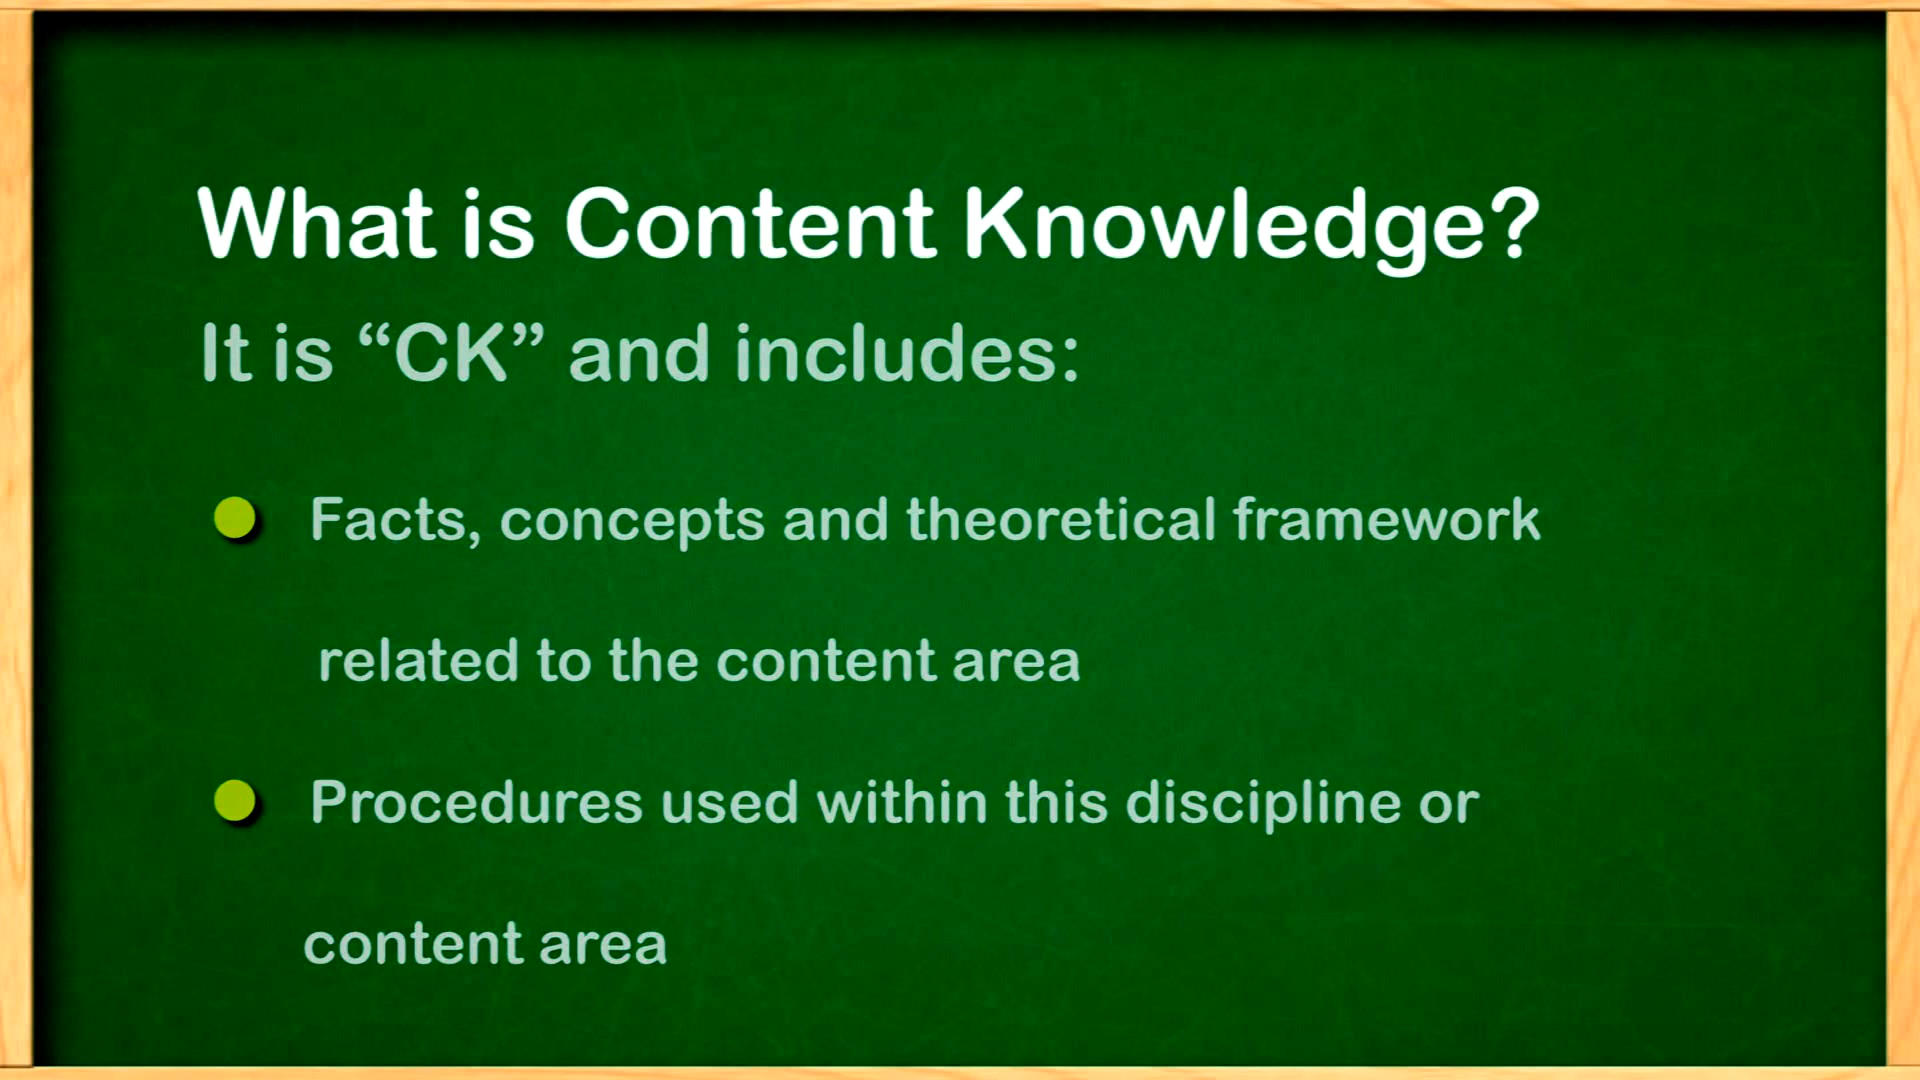 What is Content Knowledge?
It is “CK” and includes:
Facts, concepts and theoretical framework
related to the content area
Procedures used within this discipline or
content area